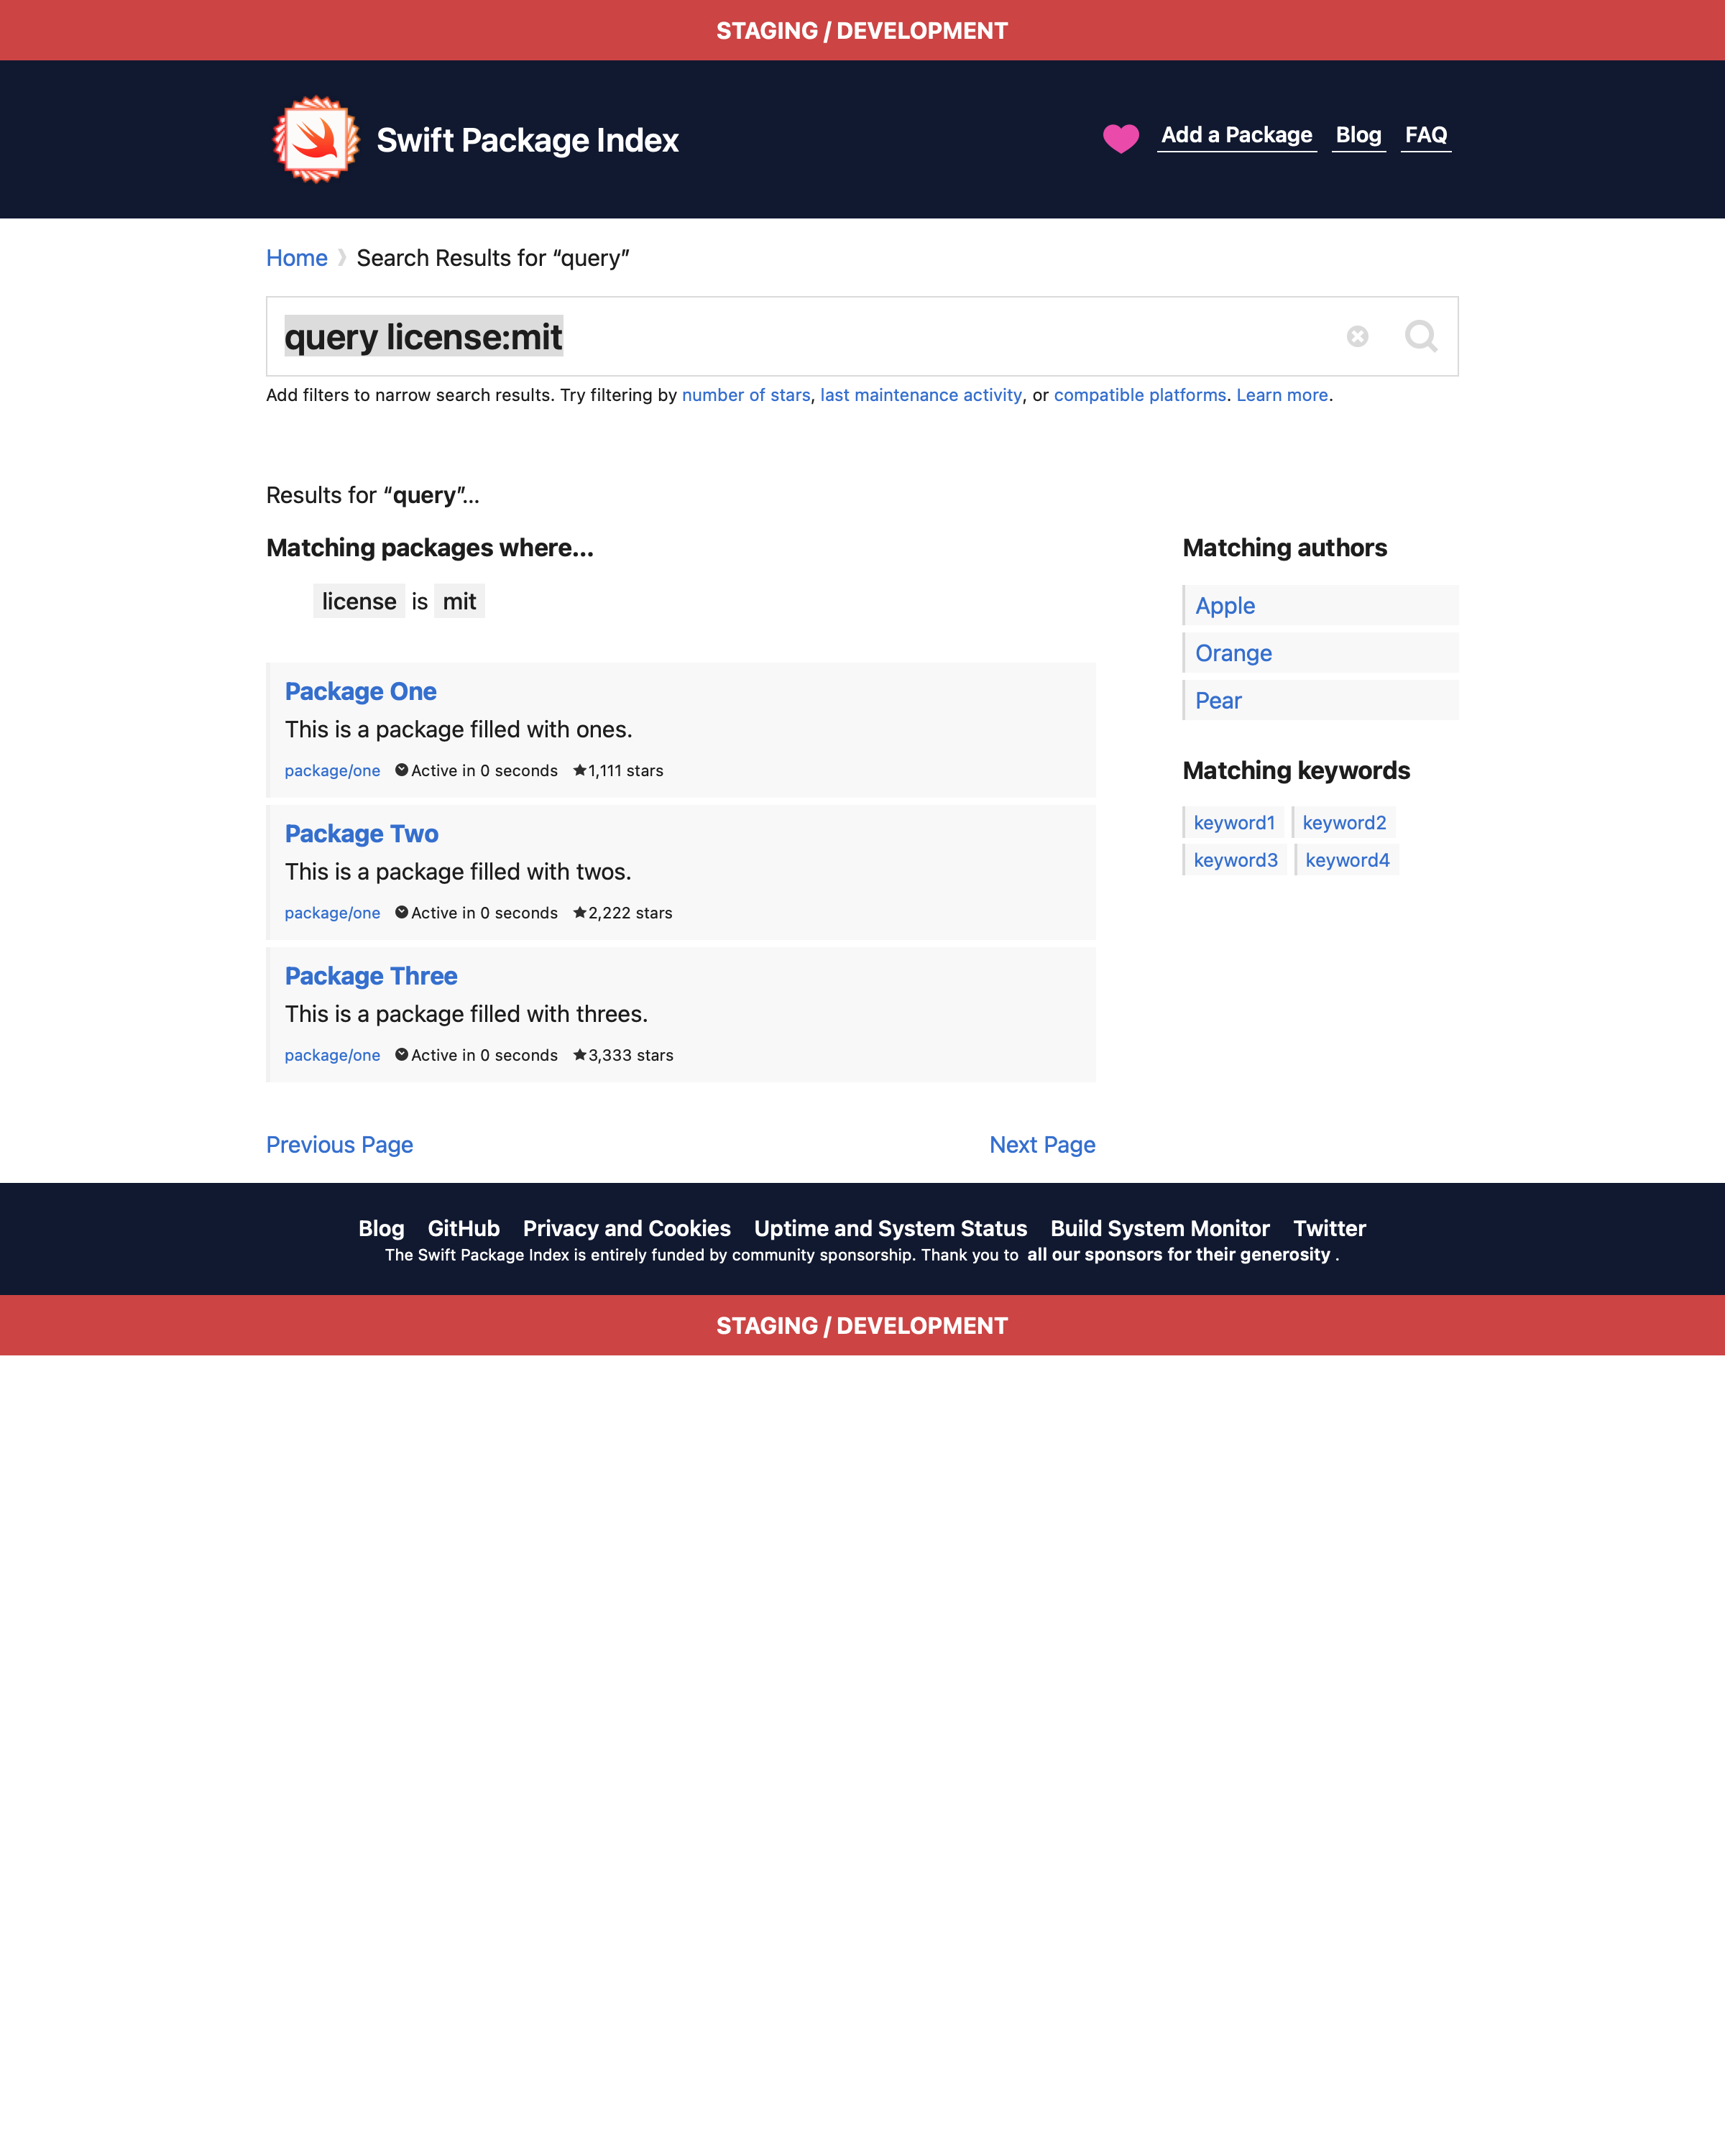 STAGING / DEVELOPMENT
Swift Package Index
Add a Package Blog FAQ
Home Search Results for “query”
query license:mit
Add filters to narrow search results. Try filtering by number of stars, last maintenance activity, or compatible platforms. Learn more.
Results for “query”...
Matching packages where...
license is mit
Package One
This is a package filled with ones.
package/one Active in 0 seconds 1,111 stars
Package Two
This is a package filled with twos.
package/one Active in 0 seconds 2,222 stars
Package Three
This is a package filled with threes.
package/one Active in 0 seconds 3,333 stars
Previous Page Next Page
Matching authors
Apple
Orange
Pear
Matching keywords
keyword1 keyword2
keyword3 keyword4
Blog GitHub Privacy and Cookies Uptime and System Status Build System Monitor Twitter
The Swift Package Index is entirely funded by community sponsorship. Thank you to all our sponsors for their generosity .
STAGING / DEVELOPMENT